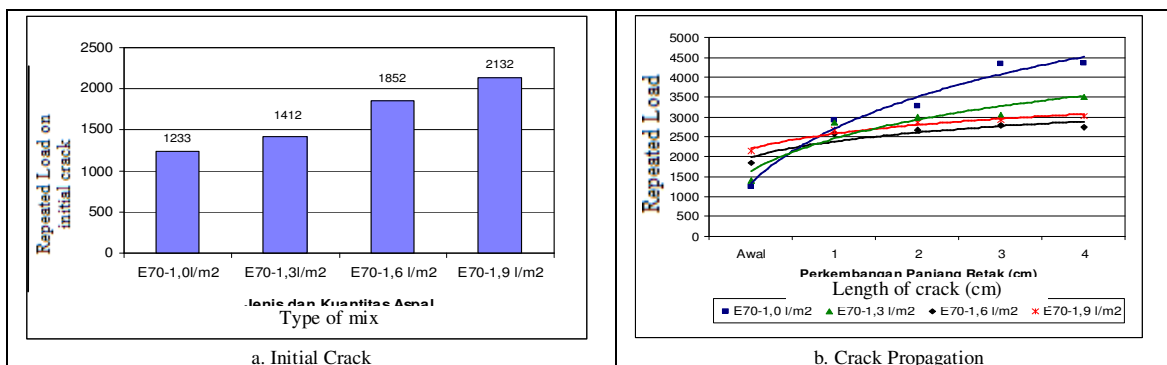 2500
2000
1500
1000
500
0
1233
1412
1852
2132
Repeated Load on
initial crack
E70-1,0l/m2 E70-1,3l/m2 E70-1,6 l/m2 E70-1,9 l/m2
Jenis dan Kuantitas Aspal
Type of mix
a. Initial Crack
5000
4500
4000
3500
3000
2500
2000
1500
1000
500
0
Repeated Load
Awal 1 2 3 4
Perkembangan Panjang Retak (cm)
Length of crack (cm)
E70-1,0 l/m2 E70-1,3 l/m2 E70-1,6 l/m2 E70-1,9 l/m2
b. Crack Propagation